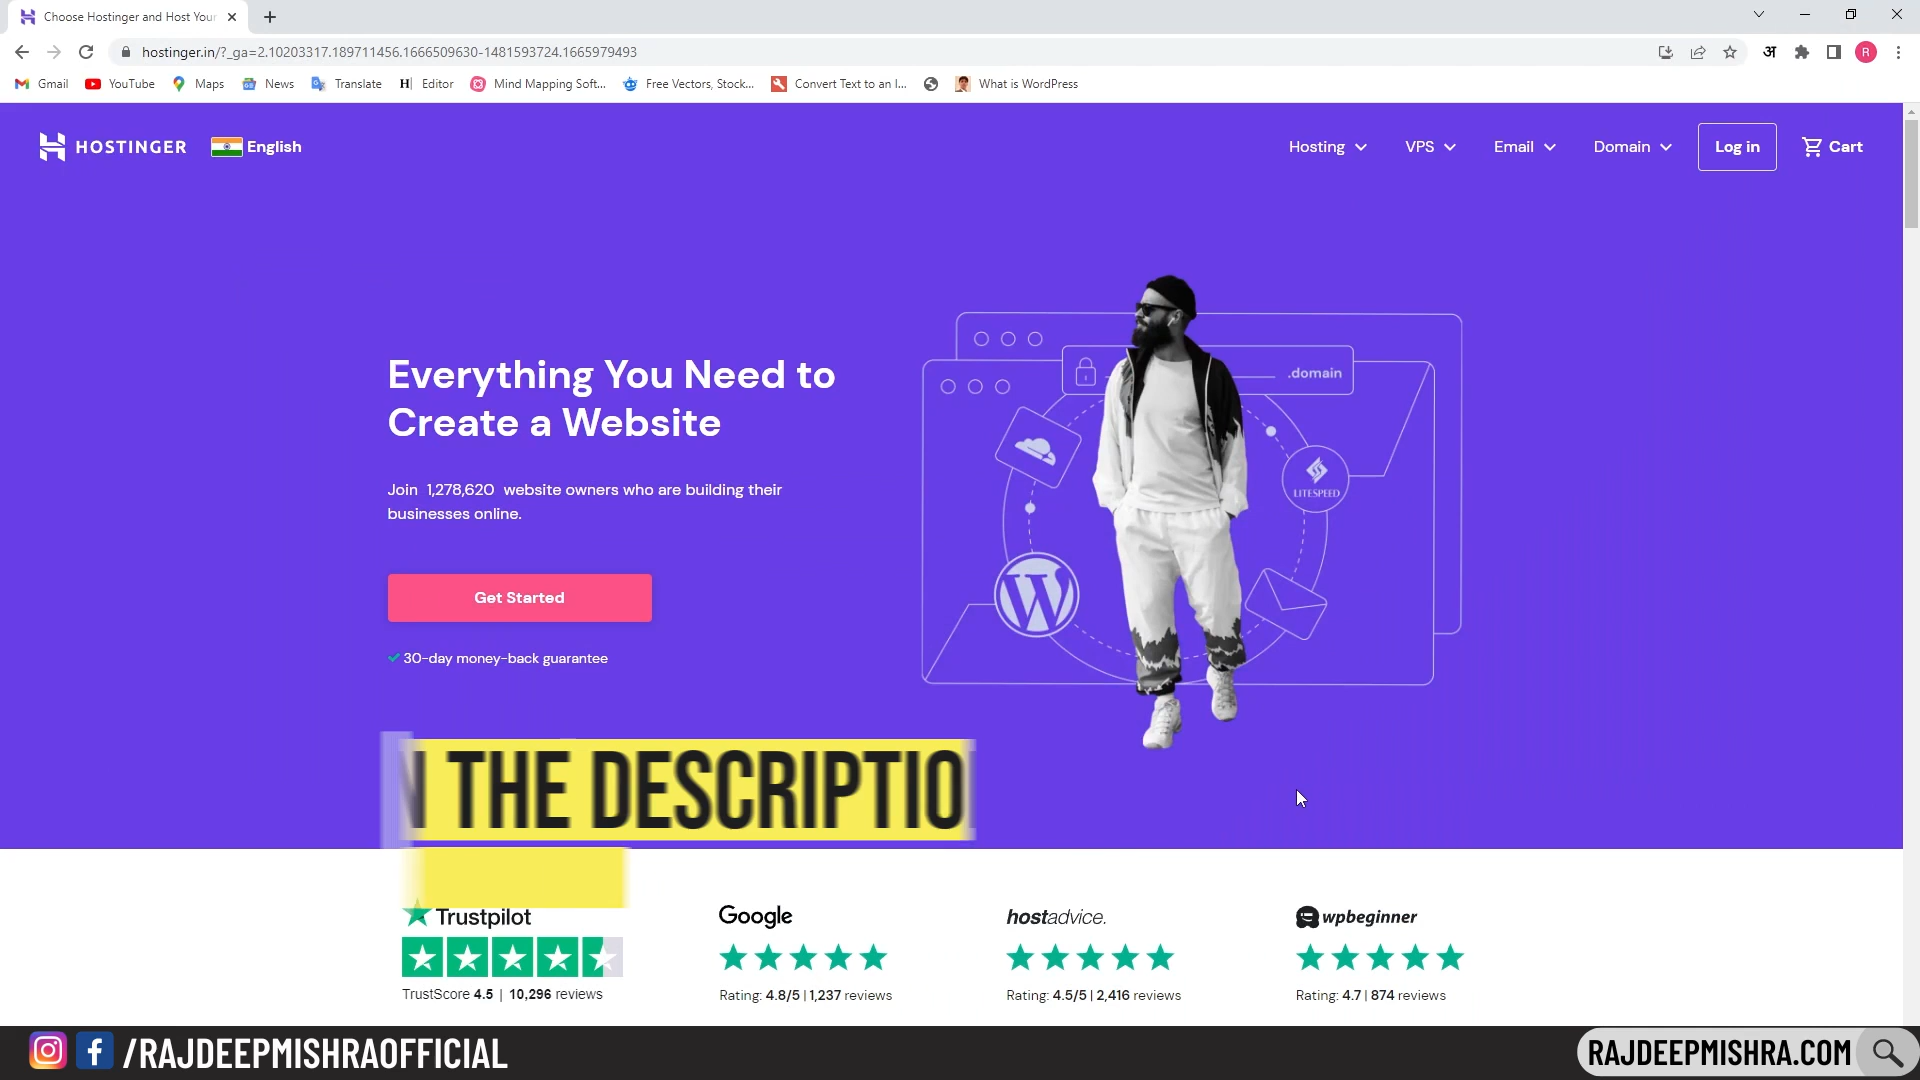 Choose Hostinger and Host Your
hostinger.in/?_ga=2.10203317.189711456.1666509630-1481593724.1665979493
अ
R
Gmail
YouTube
Maps
News
Translate
Editor
Mind Mapping Soft...
Free Vectors, Stock...
Convert Text to an I...
What is WordPress
HOSTINGER
English
Hosting
VPS
Email
Domain
Log in
Cart
Everything You Need to
Create a Website
Join 1,278,620 website owners who are building their
businesses online.
Get Started
30-day money-back guarantee
.domain
LITESPEED
N THE DESCRIPTIO
Trustpilot
TrustScore 4.5 | 10,296 reviews
Google
Rating: 4.8/5 | 1,237 reviews
hostadvice.
Rating: 4.5/5 | 2,416 reviews
wpbeginner
Rating: 4.7 | 874 reviews
/RAJDEEPMISHRAOFFICIAL
RAJDEEPMISHRA.COM